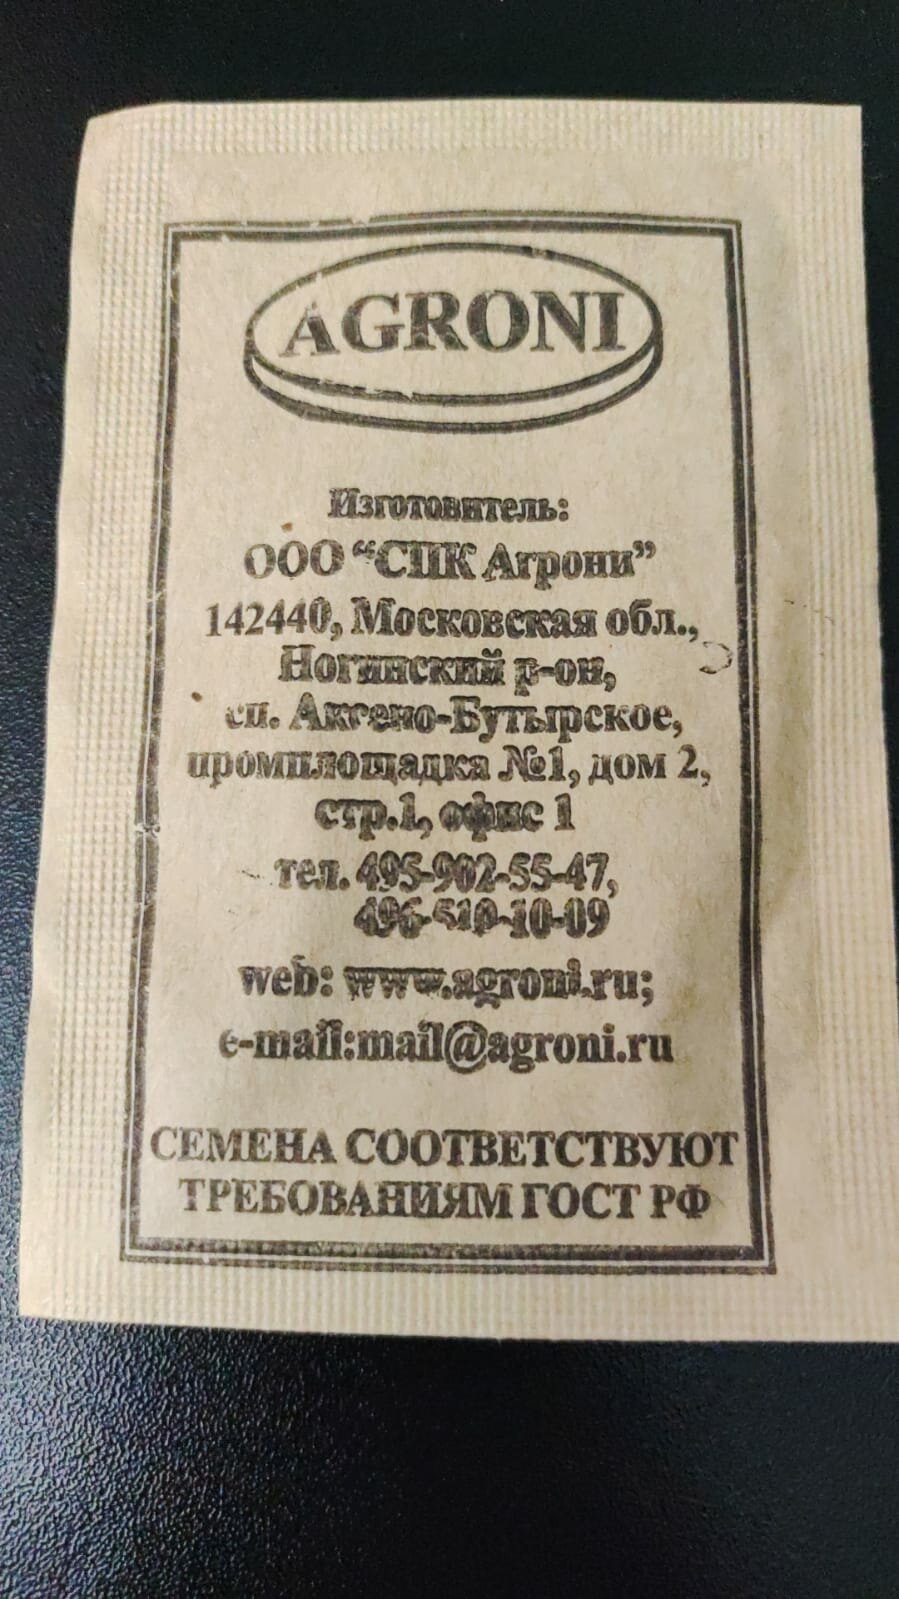 AGRONI
Изготовитель:
ООО “СПК Агрони”
142440, Московская обл.,
Ногинский р-он,
сп. Аксено-Бутырское,
промплощадка №1, дом 2,
стр.1, офис 1
тел. 495-902-55-47,
496-510-10-09
web: www.agroni.ru;
e-mail:mail@agroni.ru
СЕМЕНА СООТВЕТСТВУЮТ
ТРЕБОВАНИЯМ ГОСТ РФ